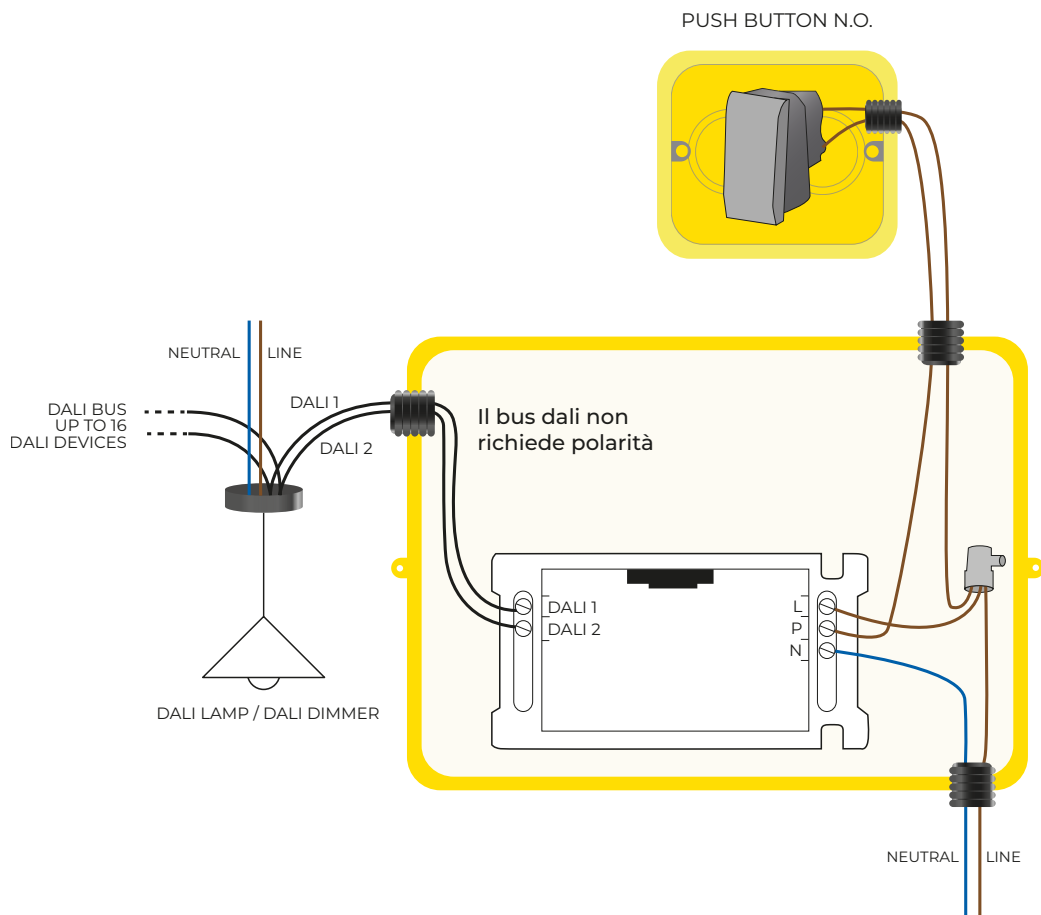 PUSH BUTTON N.O.
NEUTRAL
LINE
DALI BUS
UP TO 16
DALI DEVICES
DALI 1
DALI 2
Il bus dali non
richiede polarità
DALI 1
DALI 2
L
P
N
DALI LAMP / DALI DIMMER
NEUTRAL
LINE